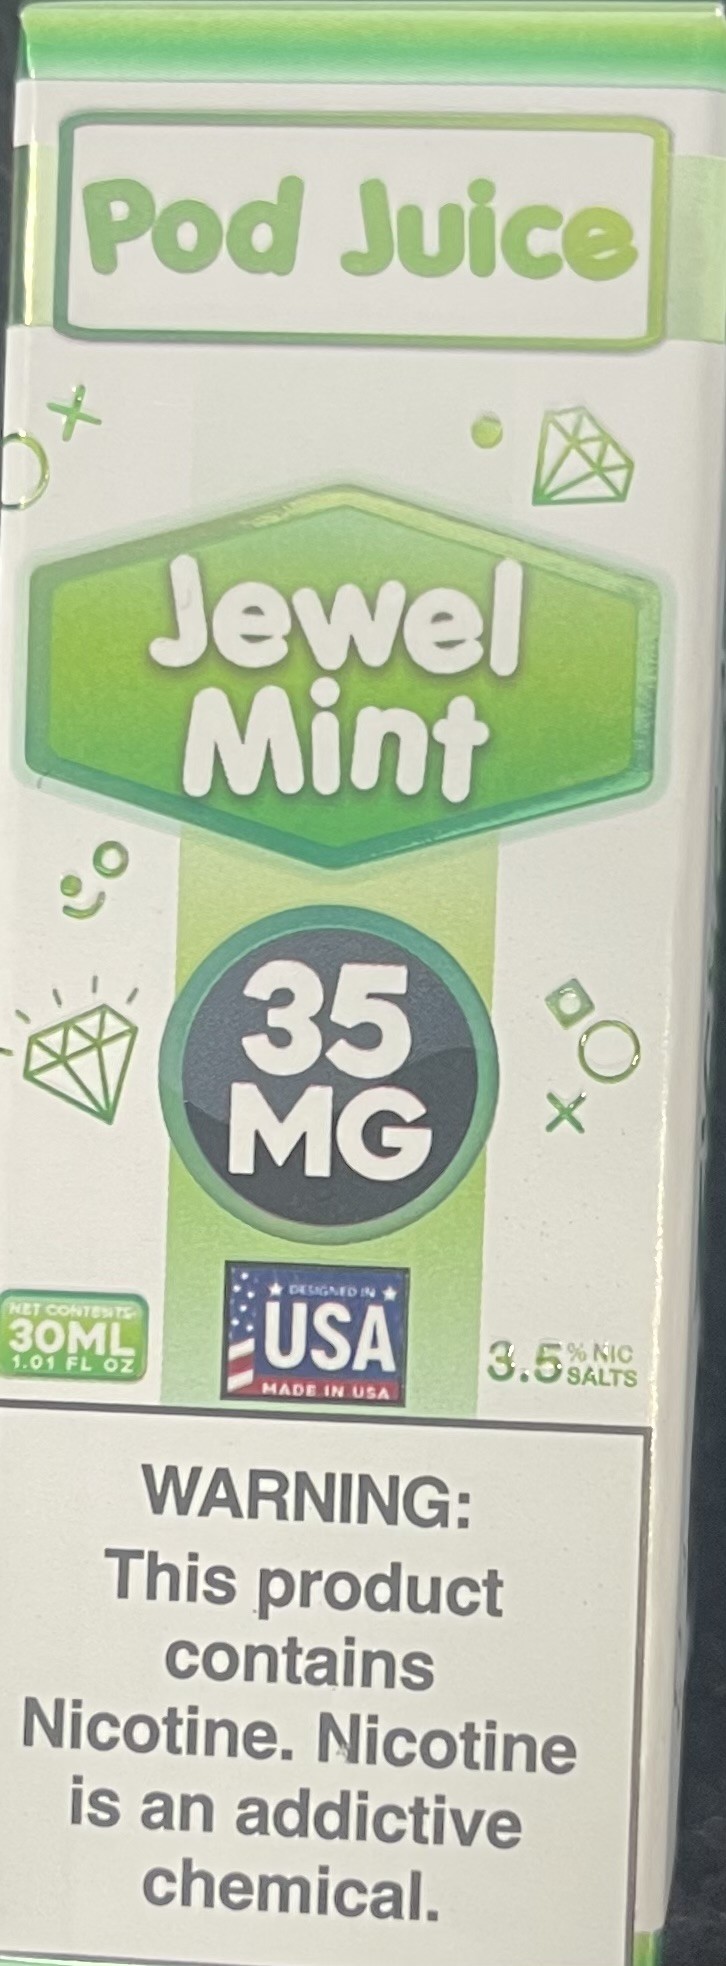 Pod Juice
Jewel
Mint
35
MG
NET CONTENTS
30ML
1.01 FL OZ
DESIGNED IN
USA
MADE IN USA
3.5% NIC
SALTS
WARNING:
This product
contains
Nicotine. Nicotine
is an addictive
chemical.